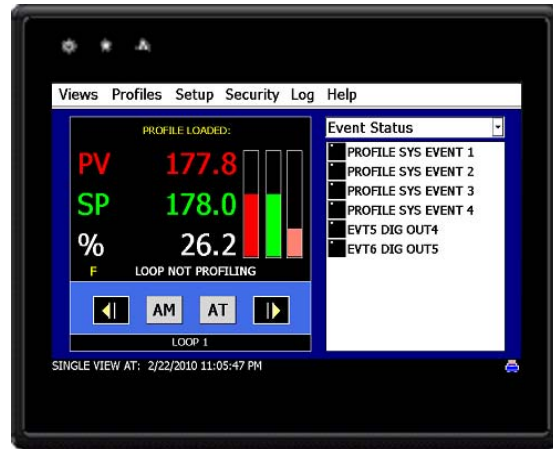 Views Profiles Setup Security Log Help
PROFILE LOADED:
PV 177.8
SP 178.0
% 26.2
F LOOP NOT PROFILING
AM AT
LOOP 1
Event Status
PROFILE SYS EVENT 1
PROFILE SYS EVENT 2
PROFILE SYS EVENT 3
PROFILE SYS EVENT 4
EVT5 DIG OUT4
EVT6 DIG OUT5
SINGLE VIEW AT: 2/22/2010 11:05:47 PM